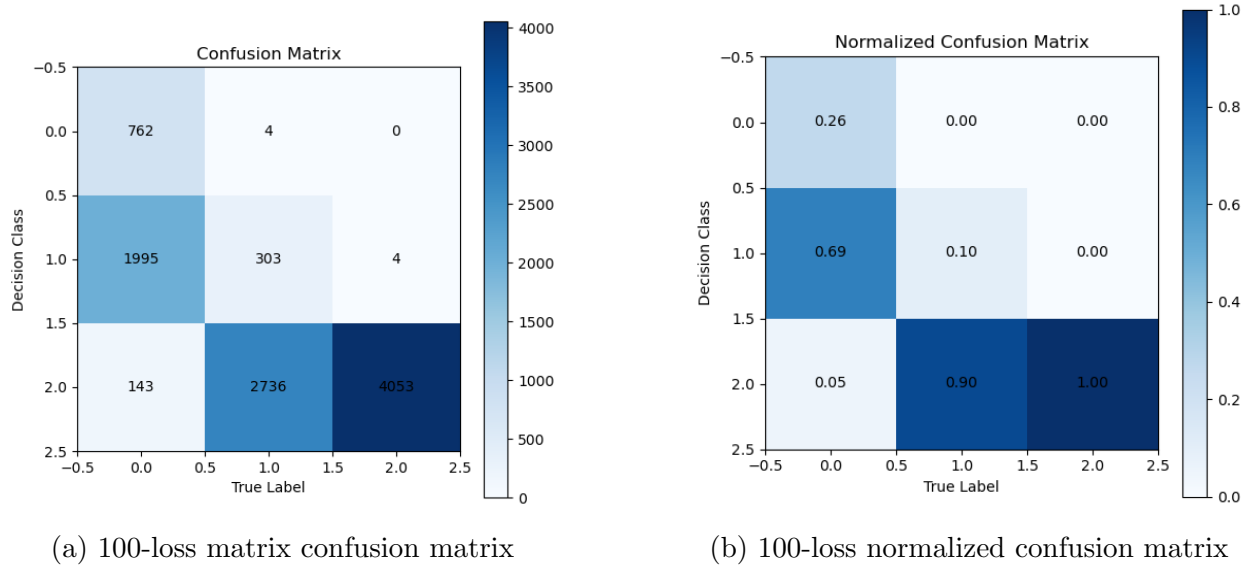 Confusion Matrix
−0.5
0.0
0.5
1.0
1.5
2.0
2.5
Decision Class
762 4 0
1995 303 4
143 2736 4053
−0.5 0.0 0.5 1.0 1.5 2.0 2.5
True Label
4000
3500
3000
2500
2000
1500
1000
500
0
(a) 100-loss matrix confusion matrix
Normalized Confusion Matrix
−0.5
0.0
0.5
1.0
1.5
2.0
2.5
Decision Class
0.26 0.00 0.00
0.69 0.10 0.00
0.05 0.90 1.00
−0.5 0.0 0.5 1.0 1.5 2.0 2.5
True Label
1.0
0.8
0.6
0.4
0.2
0.0
(b) 100-loss normalized confusion matrix